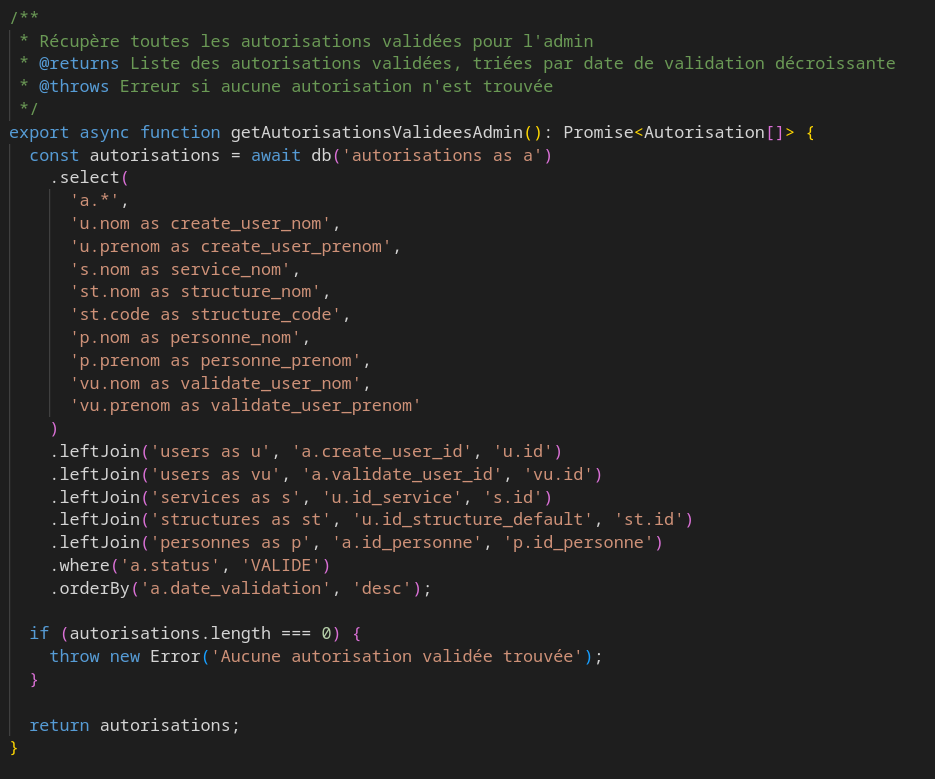 /**
 * Récupère toutes les autorisations validées pour l'admin
 * @returns Liste des autorisations validées, triées par date de validation décroissante
 * @throws Erreur si aucune autorisation n'est trouvée
 */
export async function getAutorisationsValideesAdmin(): Promise<Autorisation[]> {
  const autorisations = await db('autorisations as a')
    .select(
      'a.*',
      'u.nom as create_user_nom',
      'u.prenom as create_user_prenom',
      's.nom as service_nom',
      'st.nom as structure_nom',
      'st.code as structure_code',
      'p.nom as personne_nom',
      'p.prenom as personne_prenom',
      'vu.nom as validate_user_nom',
      'vu.prenom as validate_user_prenom'
    )
    .leftJoin('users as u', 'a.create_user_id', 'u.id')
    .leftJoin('users as vu', 'a.validate_user_id', 'vu.id')
    .leftJoin('services as s', 'u.id_service', 's.id')
    .leftJoin('structures as st', 'u.id_structure_default', 'st.id')
    .leftJoin('personnes as p', 'a.id_personne', 'p.id_personne')
    .where('a.status', 'VALIDE')
    .orderBy('a.date_validation', 'desc');

  if (autorisations.length === 0) {
    throw new Error('Aucune autorisation validée trouvée');
  }

  return autorisations;
}